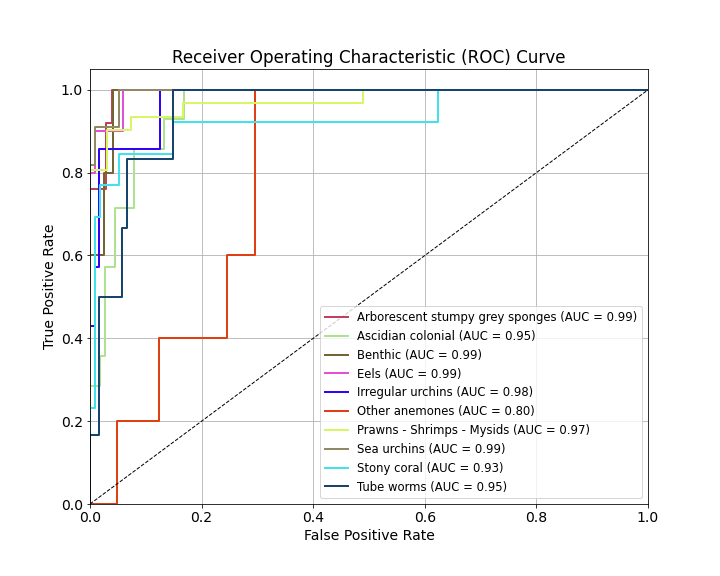 Receiver Operating Characteristic (ROC) Curve
True Positive Rate
1.0
0.8
0.6
0.4
0.2
0.0
Arborescent stumpy grey sponges (AUC = 0.99)
Ascidian colonial (AUC = 0.95)
Benthic (AUC = 0.99)
Eels (AUC = 0.99)
Irregular urchins (AUC = 0.98)
Other anemones (AUC = 0.80)
Prawns - Shrimps - Mysids (AUC = 0.97)
Sea urchins (AUC = 0.99)
Stony coral (AUC = 0.93)
Tube worms (AUC = 0.95)
0.0 0.2 0.4 0.6 0.8 1.0
False Positive Rate